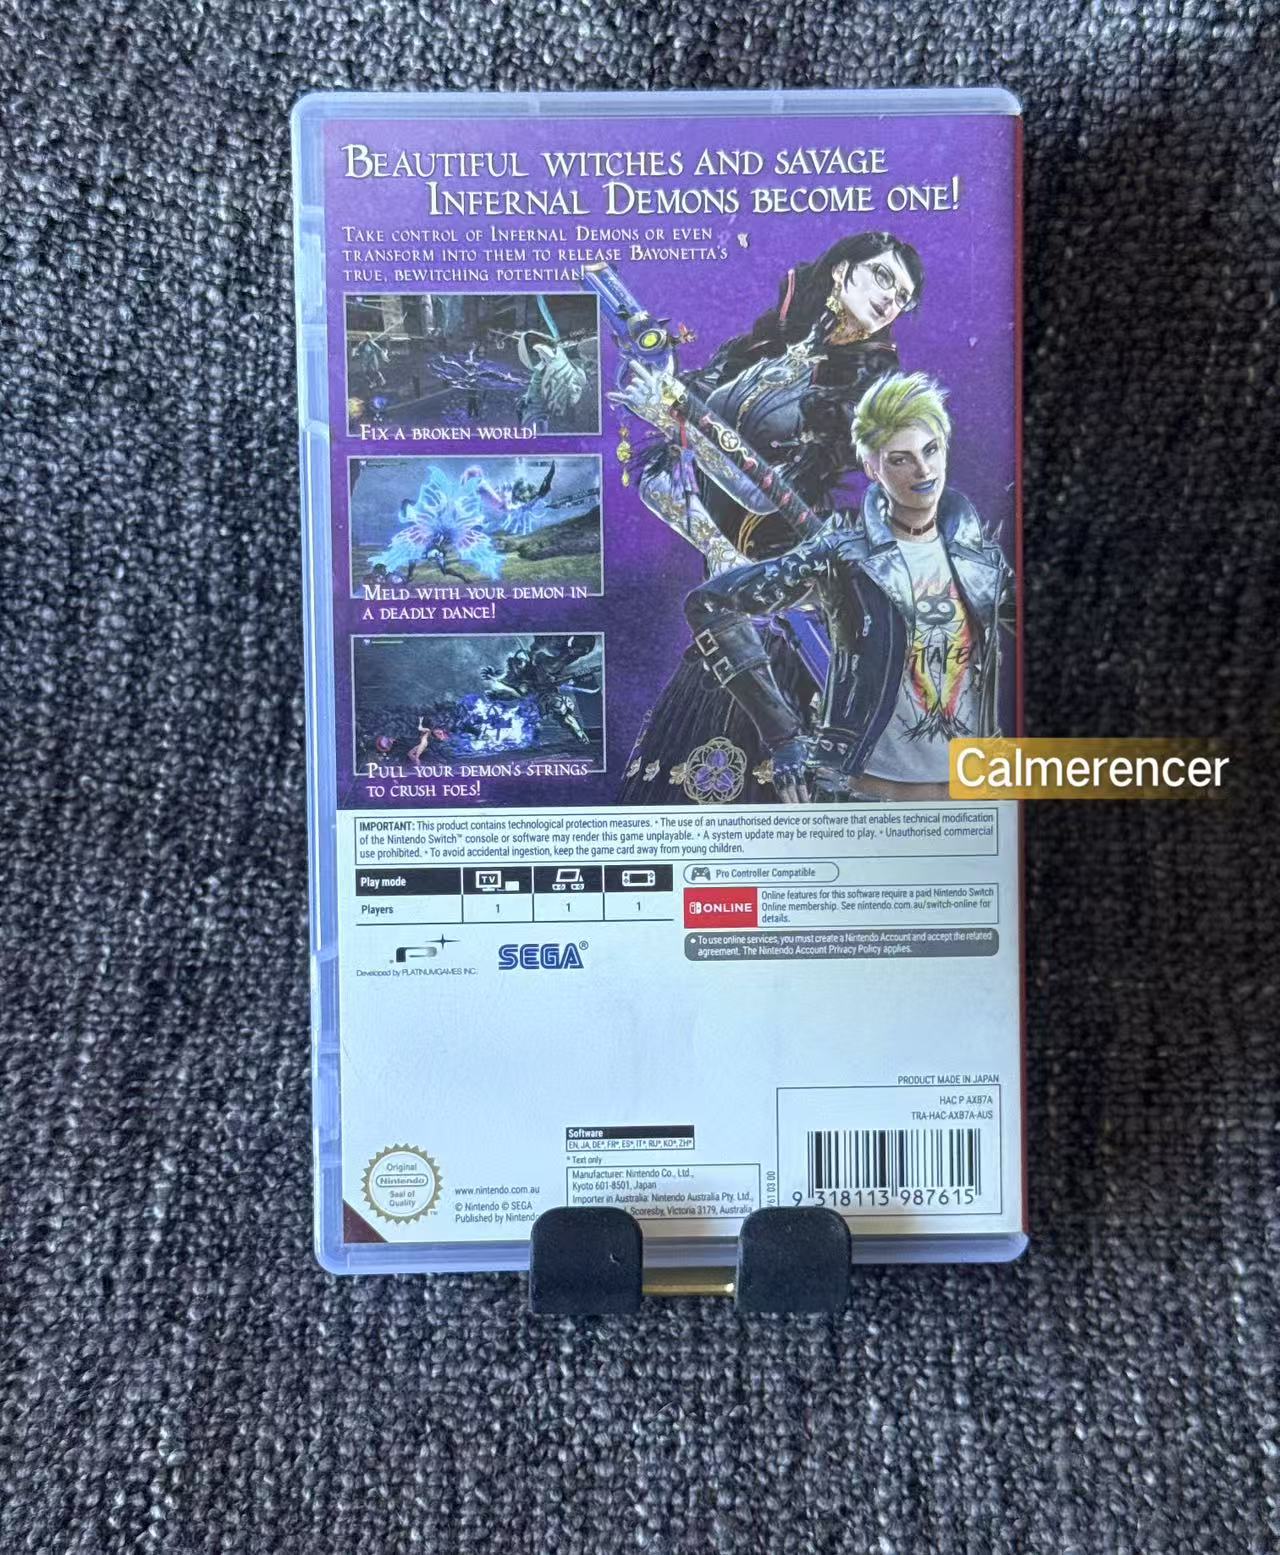 BEAUTIFUL WITCHES AND SAVAGE
INFERNAL DEMONS BECOME ONE!
TAKE CONTROL OF INFERNAL DEMONS OR EVEN
TRANSFORM INTO THEM TO RELEASE BAYONETTA'S
TRUE, BEWITCHING POTENTIAL!
FIX A BROKEN WORLD!
MELD WITH YOUR DEMON IN
A DEADLY DANCE!
PULL YOUR DEMON'S STRINGS
TO CRUSH FOES!
Calmerencer
IMPORTANT: This product contains technological protection measures. • The use of an unauthorised device or software that enables technical modification
of the Nintendo Switch™ console or software may render this game unplayable. • A system update may be required to play. • Unauthorised commercial
use prohibited. • To avoid accidental ingestion, keep the game card away from young children.
Play mode
TV
Players
1
1
1
Pro Controller Compatible
ONLINE
Online features for this software require a paid Nintendo Switch
Online membership. See nintendo.com.au/switch-online for
details.
• To use online services, you must create a Nintendo Account and accept the related
agreement. The Nintendo Account Privacy Policy applies.
Developed by PLATINUMGAMES INC.
SEGA®
PRODUCT MADE IN JAPAN
HAC P AXB7A
TRA-HAC-AXB7A-AUS
9 318113 987615
Software
EN, JA, DE*, FR*, ES*, IT*, RU*, KO*, ZH*
* Text only
Manufacturer: Nintendo Co., Ltd.,
Kyoto 601-8501, Japan
Importer in Australia: Nintendo Australia Pty. Ltd.,
Scoresby, Victoria 3179, Australia
Original
Nintendo
Seal of
Quality
™
www.nintendo.com.au
© Nintendo © SEGA
Published by Nintendo